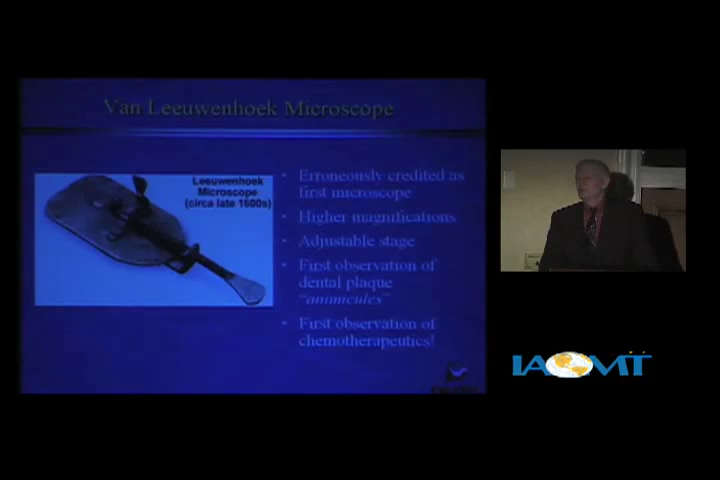 Van Leeuwenhoek Microscope
Leeuwenhoek
Microscope
(circa late 1600s)
• Erroneously credited as
first microscope
• Higher magnifications
• Adjustable stage
• First observation of
dental plaque
"animicules"
• First observation of
chemotherapeutics!
IAOMT